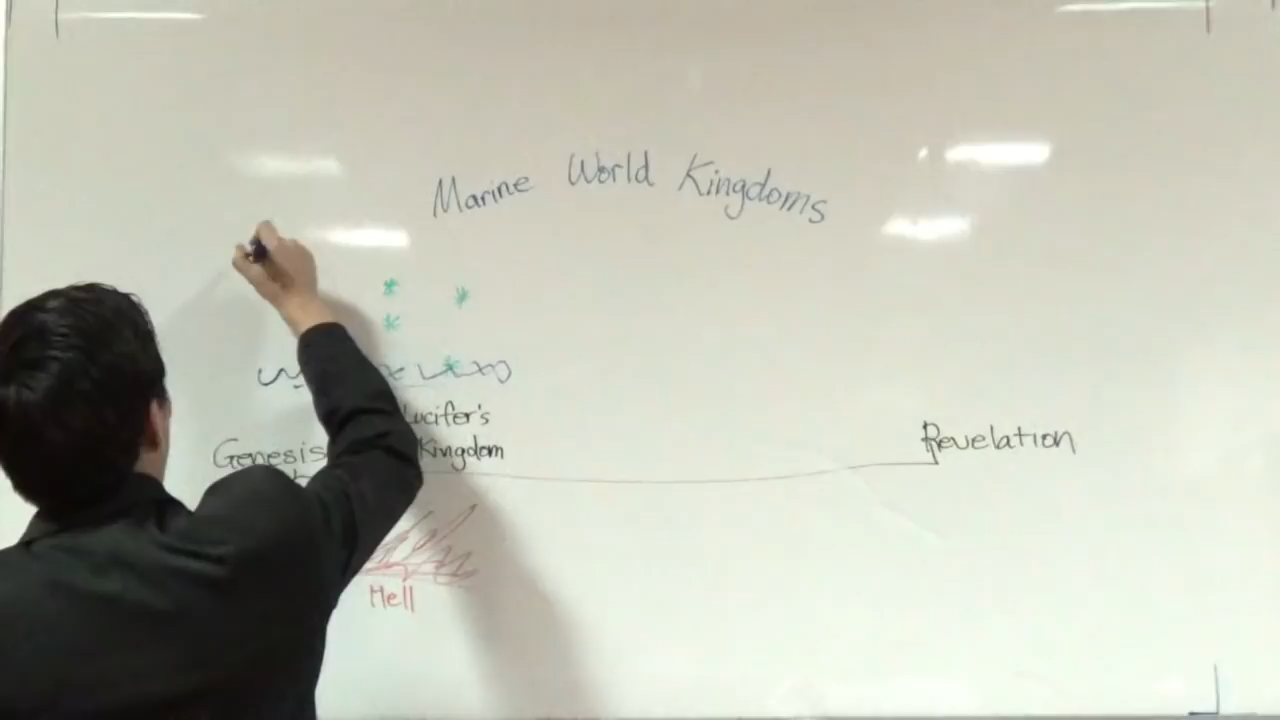 Marine World Kingdoms
Lucifer's
Genesis Kingdom
Revelation
Hell